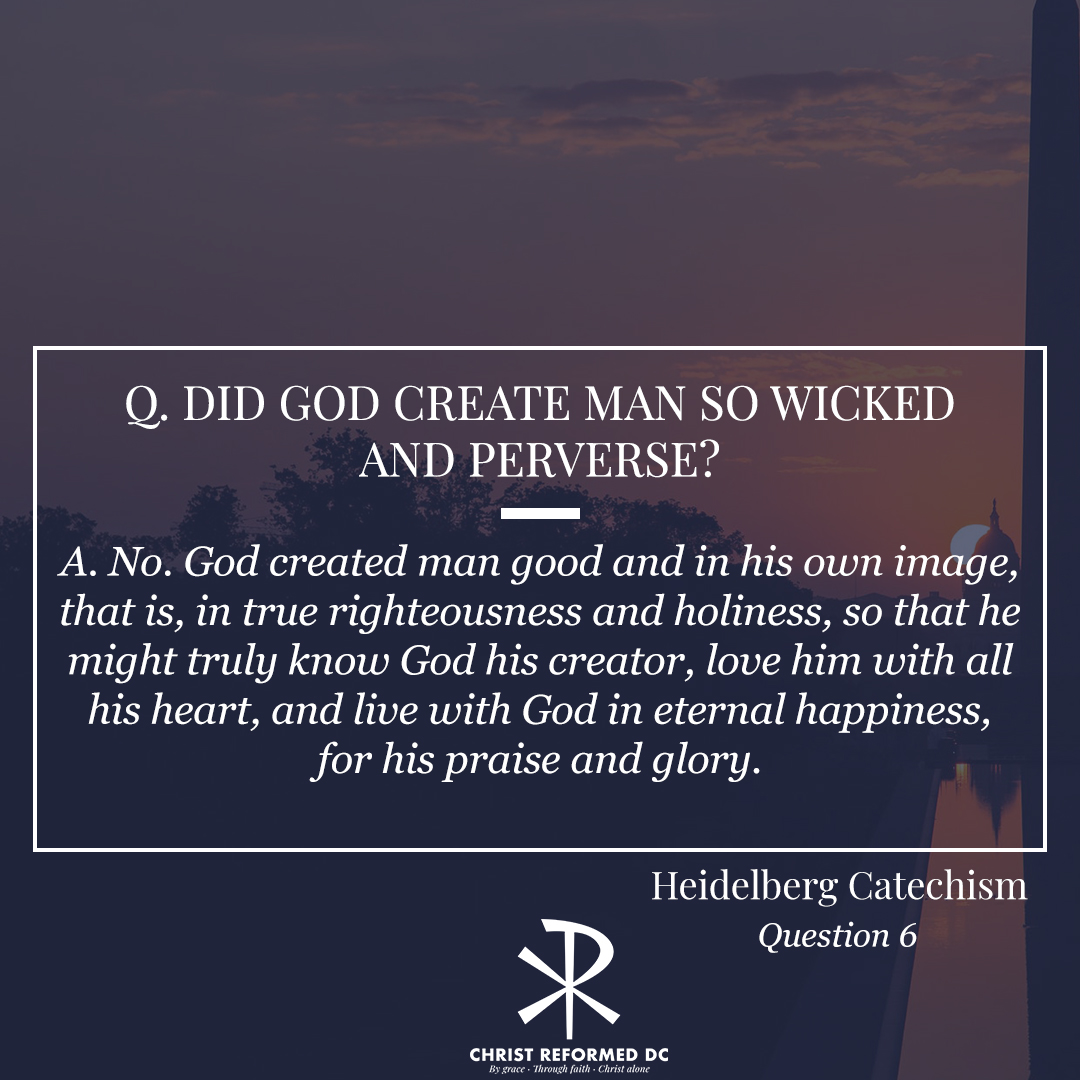 Q. DID GOD CREATE MAN SO WICKED
AND PERVERSE?
A. No. God created man good and in his own image,
that is, in true righteousness and holiness, so that he
might truly know God his creator, love him with all
his heart, and live with God in eternal happiness,
for his praise and glory.
Heidelberg Catechism
Question 6
CHRIST REFORMED DC
By grace · Through faith · Christ alone